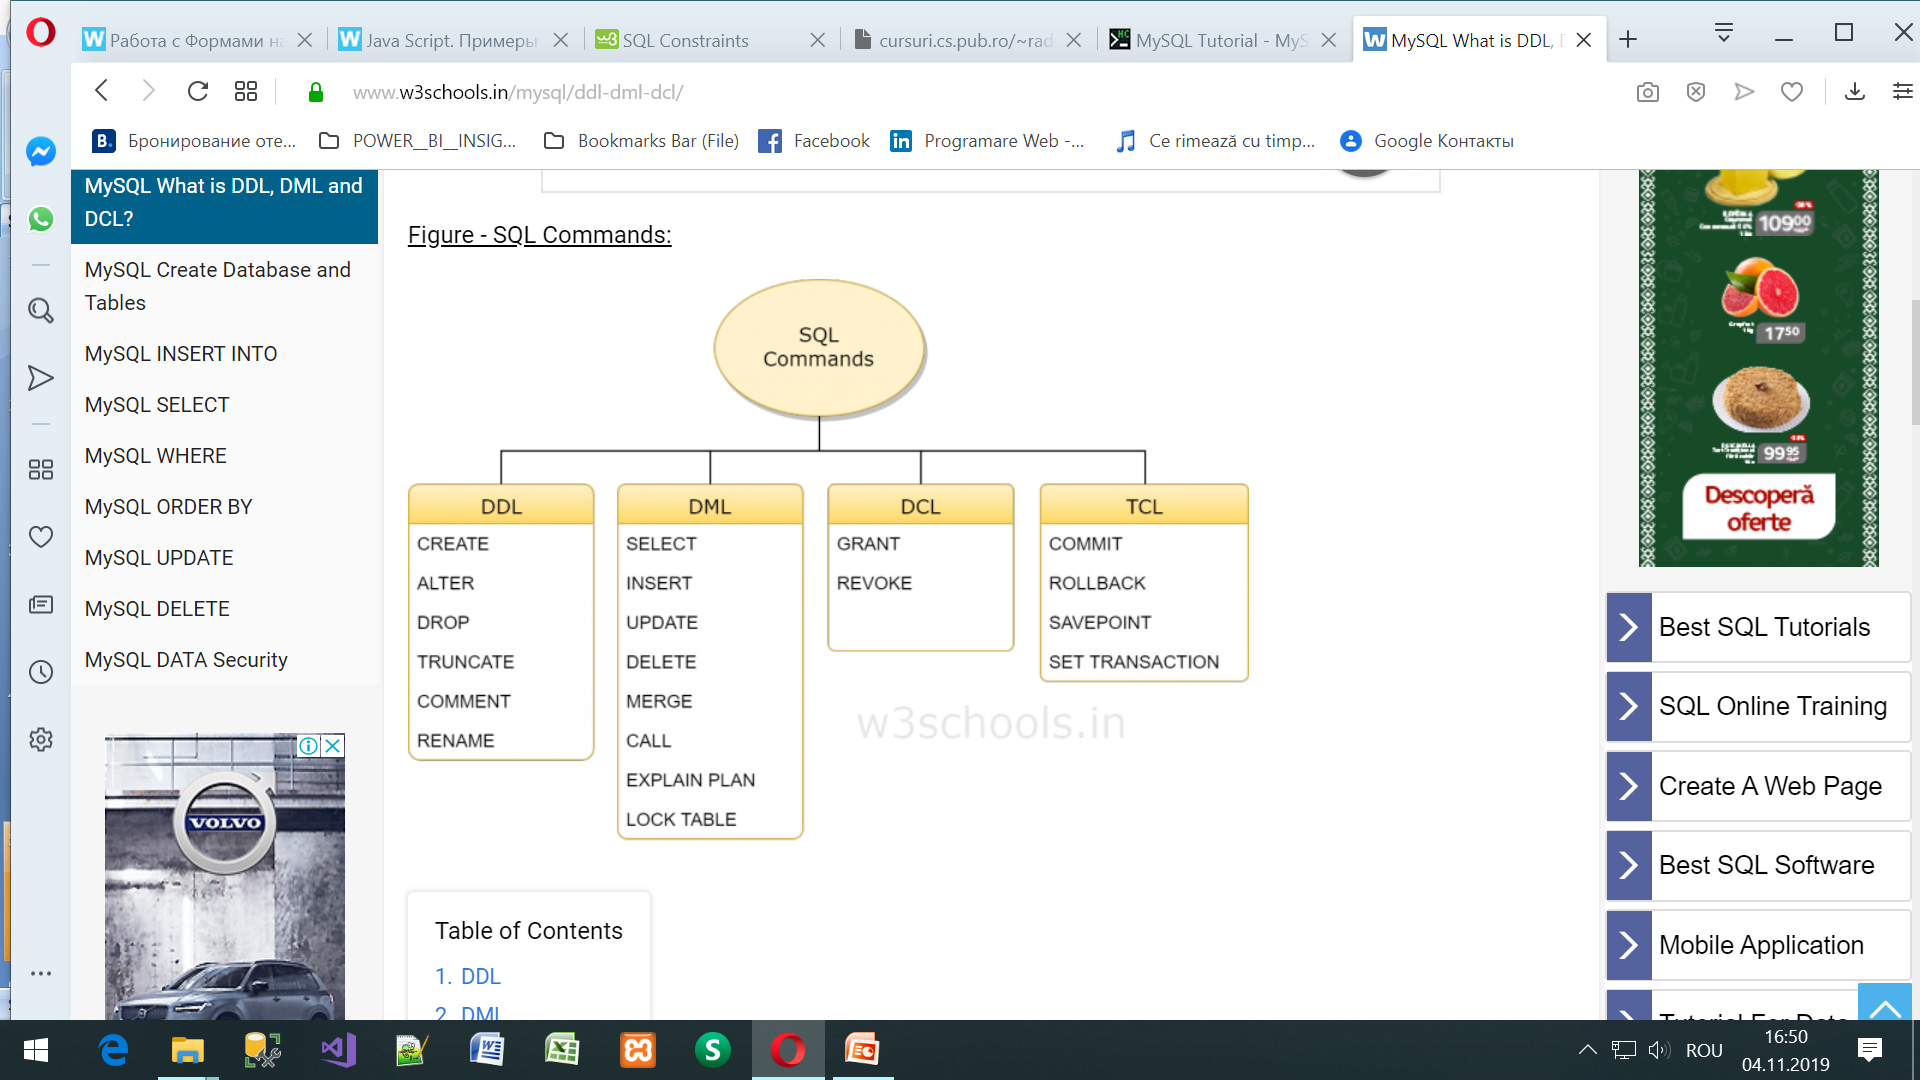 Работа с Формами на
Java Script. Примеры
SQL Constraints
cursuri.cs.pub.ro/~rad
MySQL Tutorial - MyS
MySQL What is DDL, D
www.w3schools.in/mysql/ddl-dml-dcl/
B.
Бронирование оте...
POWER__BI__INSIG...
Bookmarks Bar (File)
Facebook
Programare Web -...
Ce rimează cu timp...
Google Контакты
MySQL What is DDL, DML and
DCL?
MySQL Create Database and
Tables
MySQL INSERT INTO
MySQL SELECT
MySQL WHERE
MySQL ORDER BY
MySQL UPDATE
MySQL DELETE
MySQL DATA Security
VOLVO
Figure - SQL Commands:
SQL
Commands
DDL
CREATE
ALTER
DROP
TRUNCATE
COMMENT
RENAME
DML
SELECT
INSERT
UPDATE
DELETE
MERGE
CALL
EXPLAIN PLAN
LOCK TABLE
DCL
GRANT
REVOKE
TCL
COMMIT
ROLLBACK
SAVEPOINT
SET TRANSACTION
w3schools.in
Table of Contents
1. DDL
2. DML
10900
1750
9995
Descoperă
oferte
Best SQL Tutorials
SQL Online Training
Create A Web Page
Best SQL Software
Mobile Application
Tutorial For Data
ROU
16:50
04.11.2019